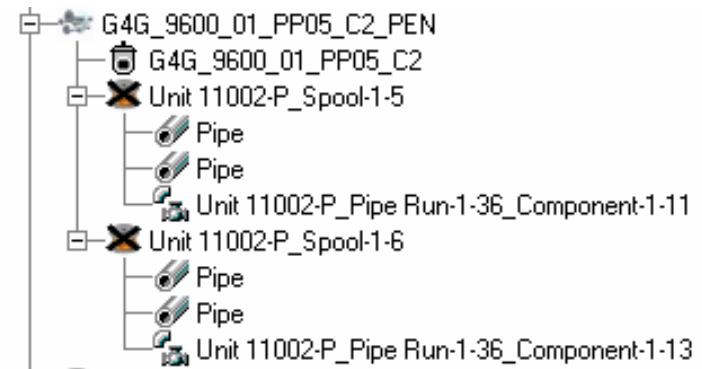 G4G_9600_01_PP05_C2_PEN
G4G_9600_01_PP05_C2
Unit 11002-P_Spool-1-5
Pipe
Pipe
Unit 11002-P_Pipe Run-1-36_Component-1-11
Unit 11002-P_Spool-1-6
Pipe
Pipe
Unit 11002-P_Pipe Run-1-36_Component-1-13